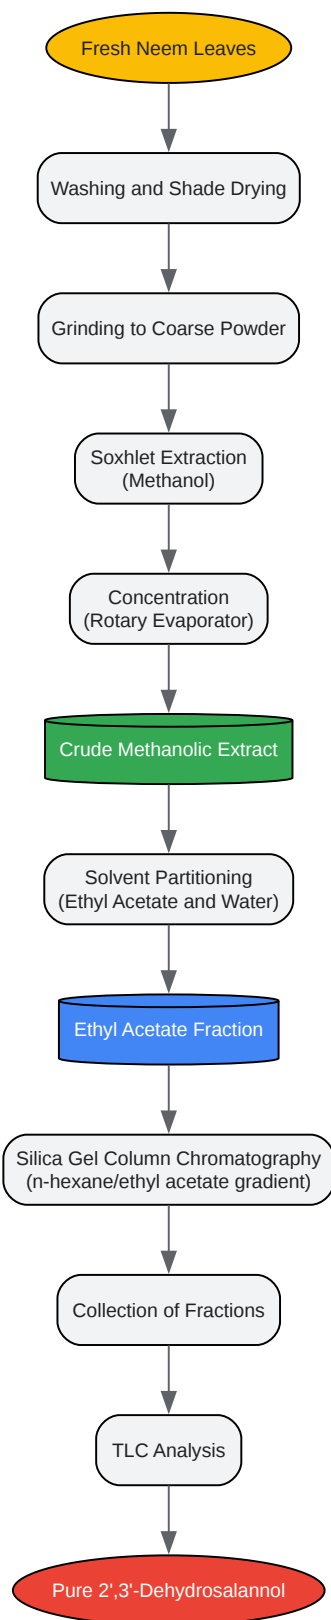 Fresh Neem Leaves
Washing and Shade Drying
Grinding to Coarse Powder
Soxhlet Extraction
(Methanol)
Concentration
(Rotary Evaporator)
Crude Methanolic Extract
Solvent Partitioning
(Ethyl Acetate and Water)
Ethyl Acetate Fraction
Silica Gel Column Chromatography
(n-hexane/ethyl acetate gradient)
Collection of Fractions
TLC Analysis
Pure 2',3'-Dehydrosalannol